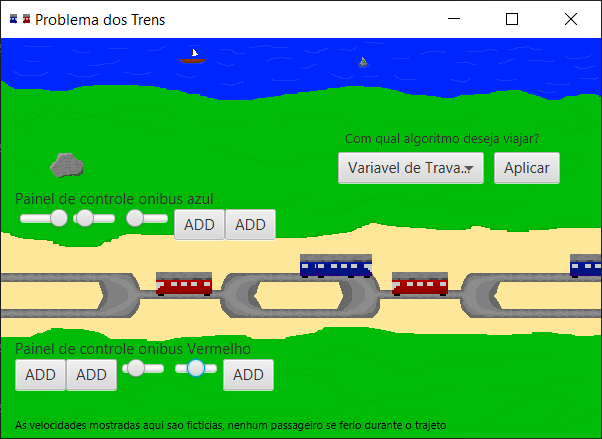 Problema dos Trens
Com qual algoritmo deseja viajar?
Variavel de Trava... Aplicar
Painel de controle onibus azul
ADD ADD
Painel de controle onibus Vermelho
ADD ADD ADD
As velocidades mostradas aqui sao ficticias, nenhum passageiro se ferio durante o trajeto